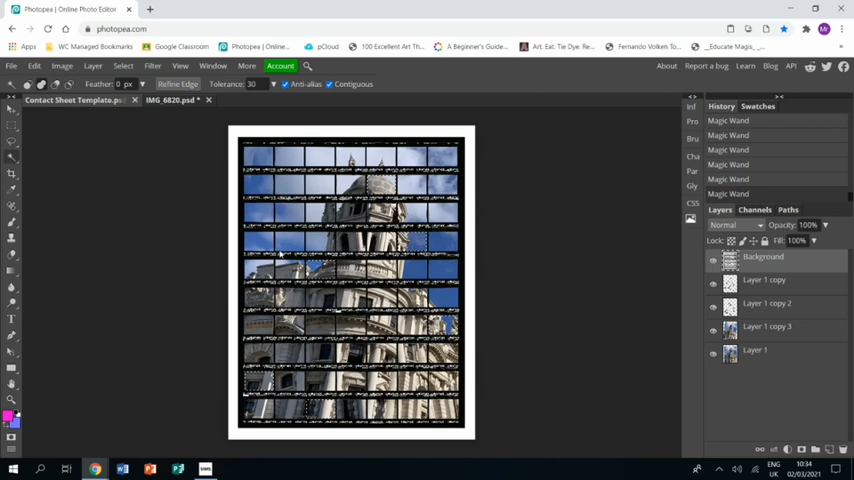 Photopea | Online Photo Editor
photopea.com
Apps
WC Managed Bookmarks
Google Classroom
Photopea | Online...
pCloud
100 Excellent Art Th...
A Beginner's Guide...
Art. Eat. Tie Dye. Re...
Fernando Volken To...
__Educate Magis_ -...
Mr
File Edit Image Layer Select Filter View Window More Account
About Report a bug Learn Blog API
Feather: 0 px Refine Edge Tolerance: 30 Anti-alias Contiguous
Contact Sheet Template.ps IMG_6820.psd *
Inf
Pro
Bru
Cha
Par
Gly
CSS
History Swatches
Magic Wand
Magic Wand
Magic Wand
Magic Wand
Magic Wand
Magic Wand
Layers Channels Paths
Normal Opacity: 100%
Lock: Fill: 100%
Background
Layer 1 copy
Layer 1 copy 2
Layer 1 copy 3
Layer 1
SIMS
ENG
UK
10:34
02/03/2021